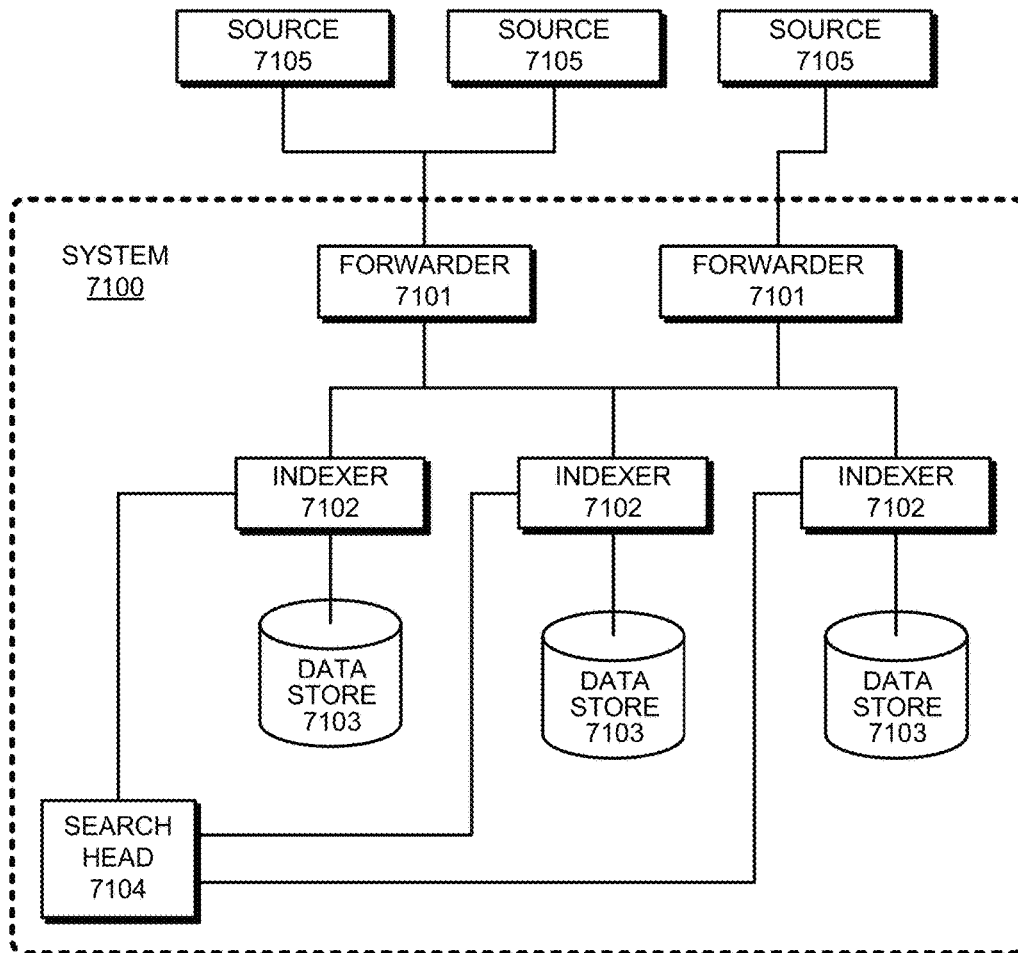 SOURCE
7105
SOURCE
7105
SOURCE
7105
SYSTEM
7100
FORWARDER
7101
FORWARDER
7101
INDEXER
7102
INDEXER
7102
INDEXER
7102
DATA
STORE
7103
DATA
STORE
7103
DATA
STORE
7103
SEARCH
HEAD
7104